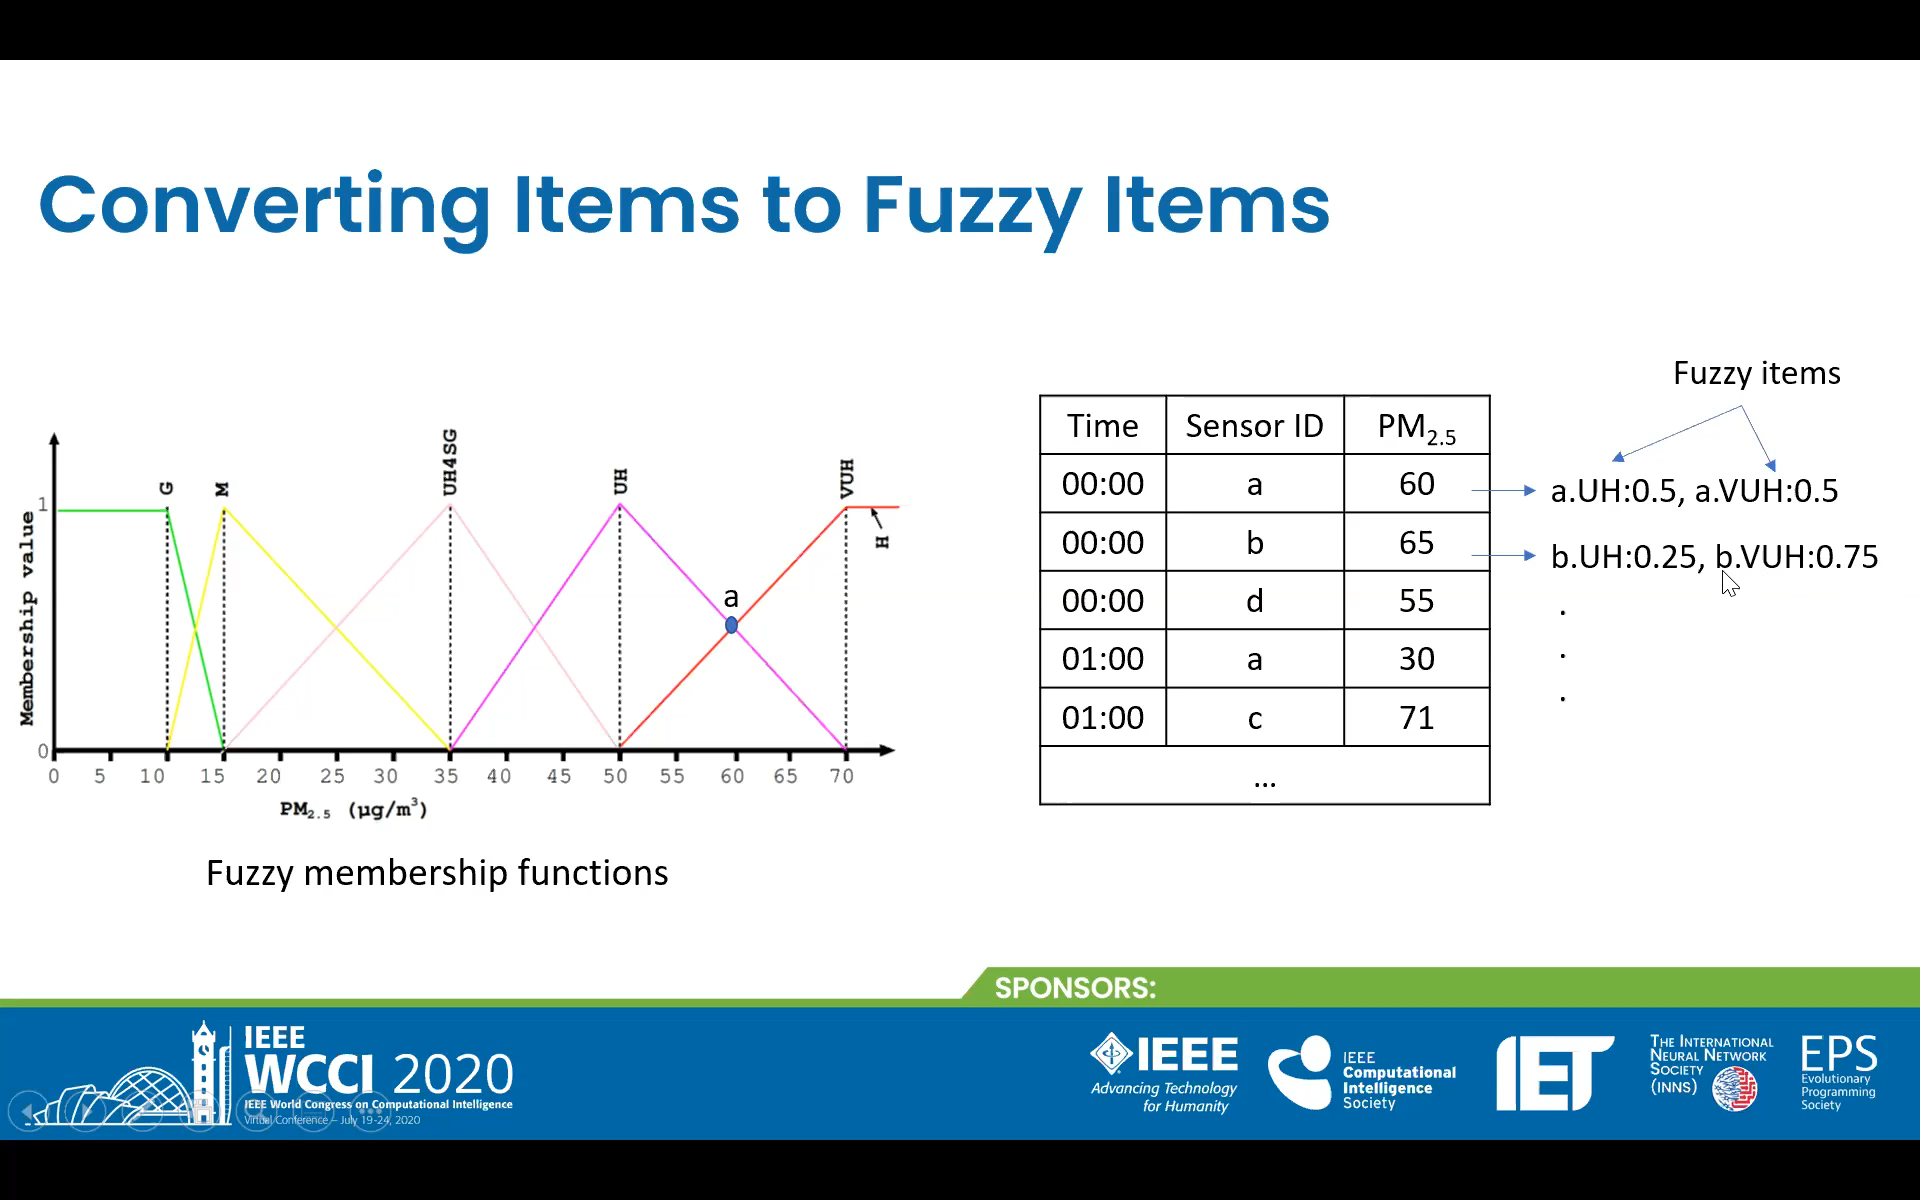 Converting Items to Fuzzy Items
Membership value
1
0
G
M
UH4SG
UH
VUH
H
a
0 5 10 15 20 25 30 35 40 45 50 55 60 65 70
PM2.5 (µg/m³)
Fuzzy membership functions
Time Sensor ID PM2.5
00:00 a 60
00:00 b 65
00:00 d 55
01:00 a 30
01:00 c 71
...
Fuzzy items
a.UH:0.5, a.VUH:0.5
b.UH:0.25, b.VUH:0.75
.
.
.
SPONSORS:
IEEE
WCCI 2020
IEEE World Congress on Computational Intelligence
Virtual Conference – July 19-24, 2020
IEEE
Advancing Technology
for Humanity
IEEE
Computational
Intelligence
Society
IET
THE INTERNATIONAL
NEURAL NETWORK
SOCIETY
(INNS)
EPS
Evolutionary
Programming
Society